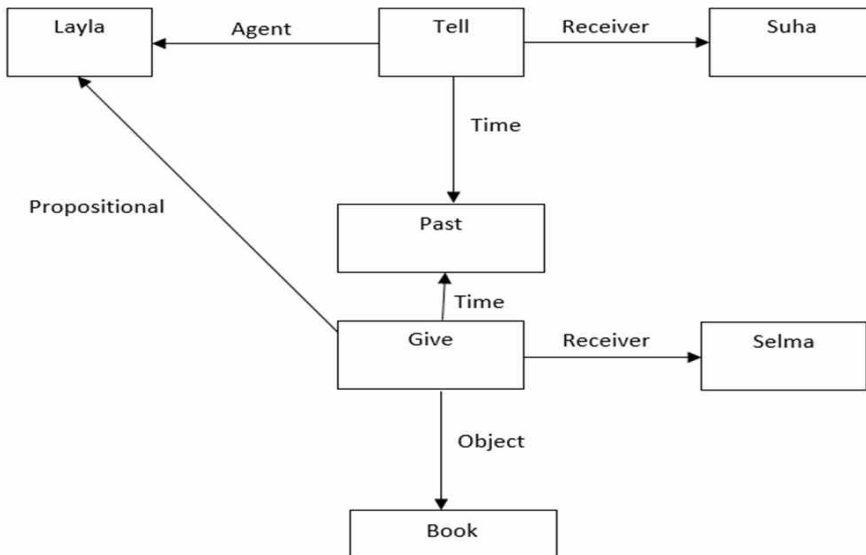 Layla
Agent
Tell
Receiver
Suha
Time
Propositional
Past
Time
Give
Receiver
Selma
Object
Book